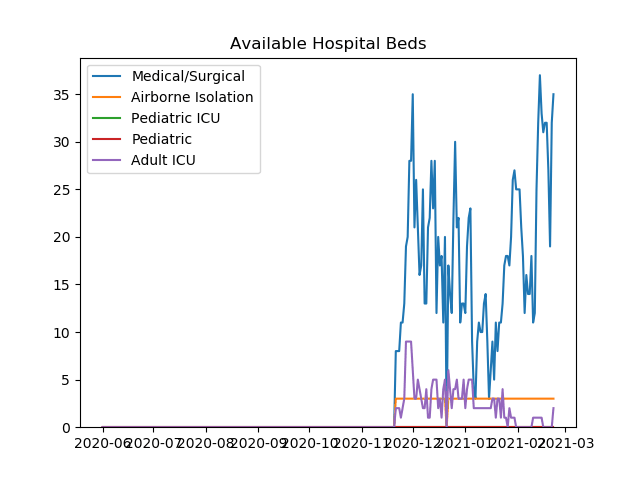 Available Hospital Beds
Medical/Surgical
Airborne Isolation
Pediatric ICU
Pediatric
Adult ICU
35
30
25
20
15
10
5
0
2020-06 2020-07 2020-08 2020-09 2020-10 2020-11 2020-12 2021-01 2021-02 2021-03